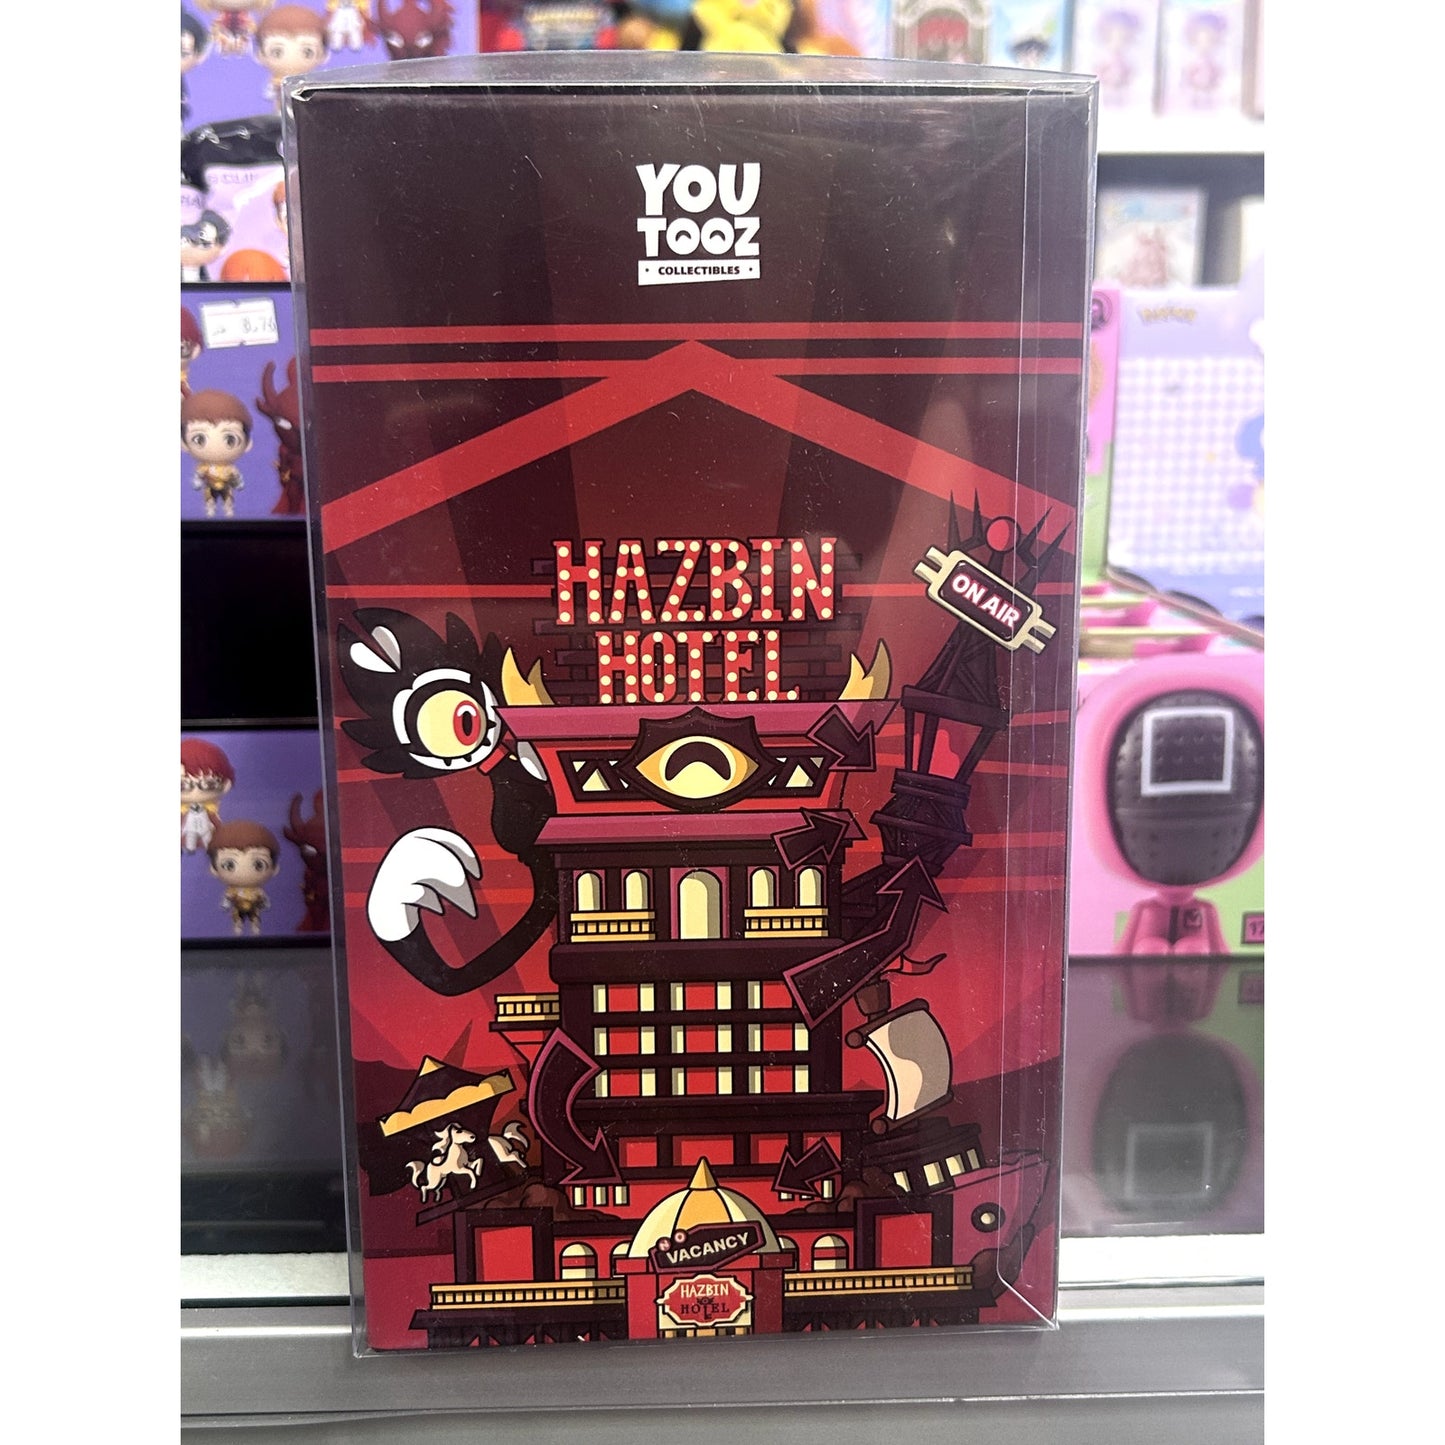 YOU
TOOZ
• COLLECTIBLES •
HAZBIN
HOTEL
ON AIR
NO
VACANCY
HAZBIN
HOTEL